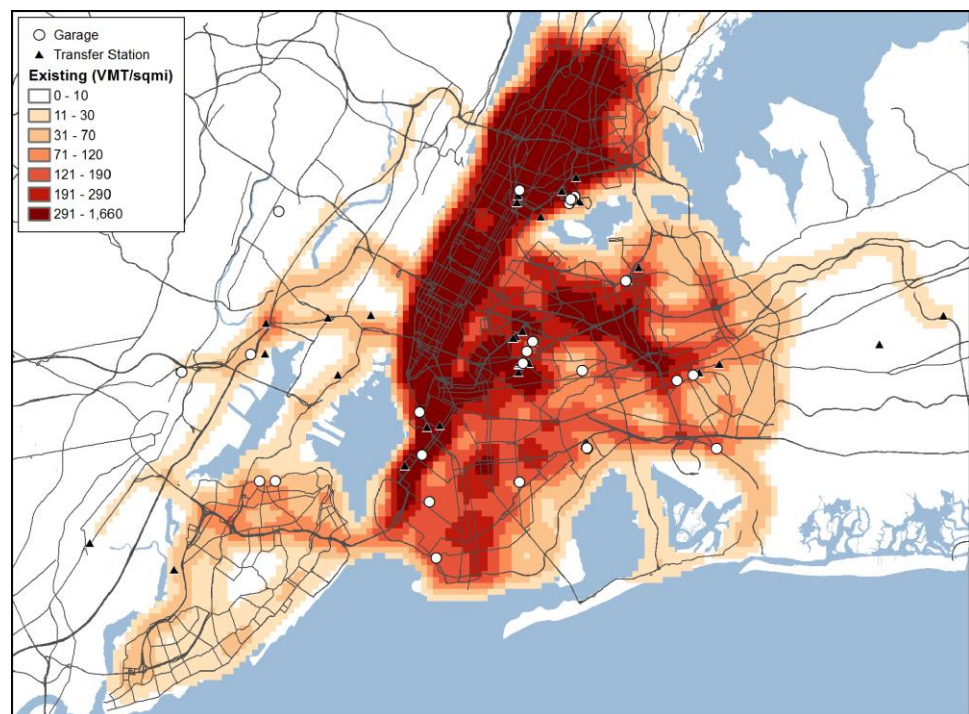 Garage
Transfer Station
Existing (VMT/sqmi)
0 - 10
11 - 30
31 - 70
71 - 120
121 - 190
191 - 290
291 - 1,660